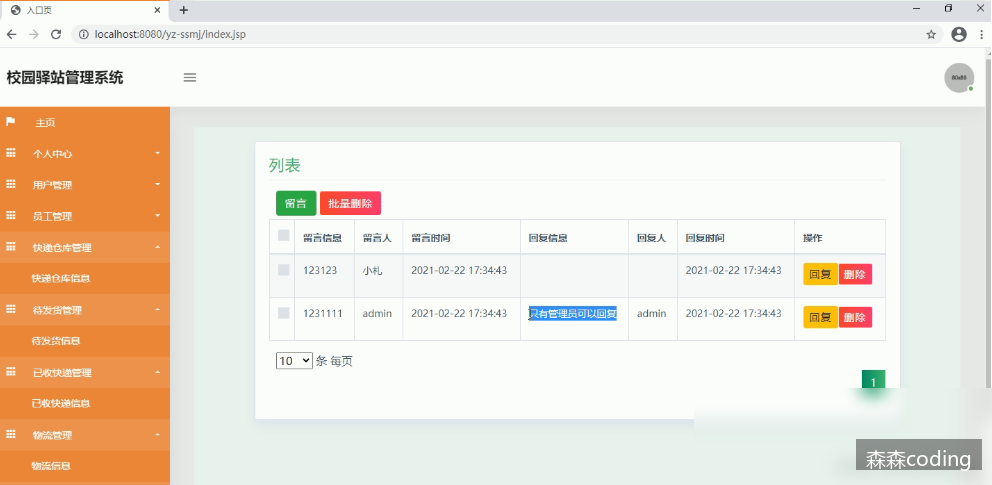 入口页
localhost:8080/yz-ssmj/index.jsp
校园驿站管理系统
80x80
主页
个人中心
用户管理
员工管理
快递仓库管理
快递仓库信息
待发货管理
待发货信息
已收快递管理
已收快递信息
物流管理
物流信息
列表
留言 批量删除
留言信息 留言人 留言时间 回复信息 回复人 回复时间 操作
123123 小札 2021-02-22 17:34:43 2021-02-22 17:34:43 回复 删除
1231111 admin 2021-02-22 17:34:43 只有管理员可以回复 admin 2021-02-22 17:34:43 回复 删除
10 条 每页
1
森森coding